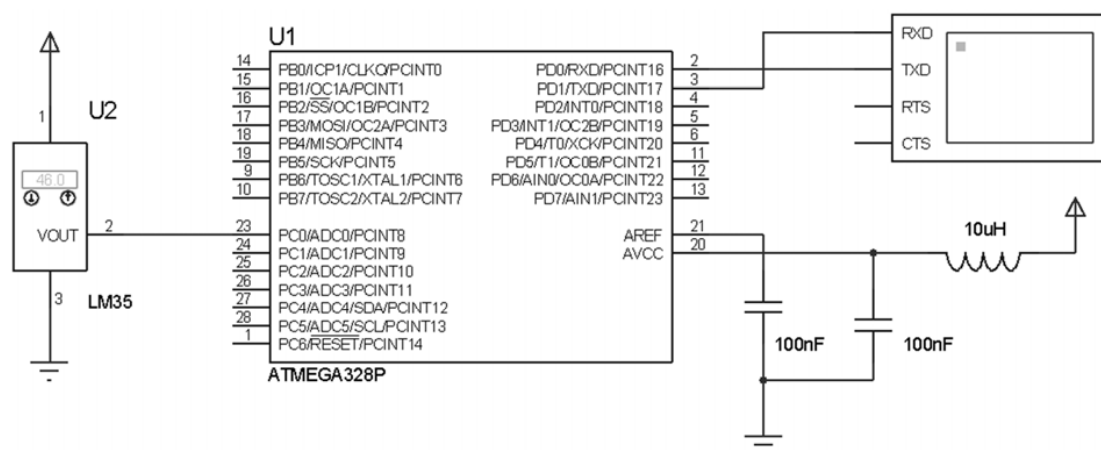 U1
14 PB0/ICP1/CLKO/PCINT0
15 PB1/OC1A/PCINT1
16 PB2/SS/OC1B/PCINT2
17 PB3/MOSI/OC2A/PCINT3
18 PB4/MISO/PCINT4
19 PB5/SCK/PCINT5
9 PB6/TOSC1/XTAL1/PCINT6
10 PB7/TOSC2/XTAL2/PCINT7
23 PC0/ADC0/PCINT8
24 PC1/ADC1/PCINT9
25 PC2/ADC2/PCINT10
26 PC3/ADC3/PCINT11
27 PC4/ADC4/SDA/PCINT12
28 PC5/ADC5/SCL/PCINT13
1 PC6/RESET/PCINT14
PD0/RXD/PCINT16 2
PD1/TXD/PCINT17 3
PD2/INT0/PCINT18 4
PD3/INT1/OC2B/PCINT19 5
PD4/T0/XCK/PCINT20 6
PD5/T1/OC0B/PCINT21 11
PD6/AIN0/OC0A/PCINT22 12
PD7/AIN1/PCINT23 13
AREF 21
AVCC 20
ATMEGA328P
1
U2
46.0
VOUT 2
3
LM35
RXD
TXD
RTS
CTS
10uH
100nF
100nF